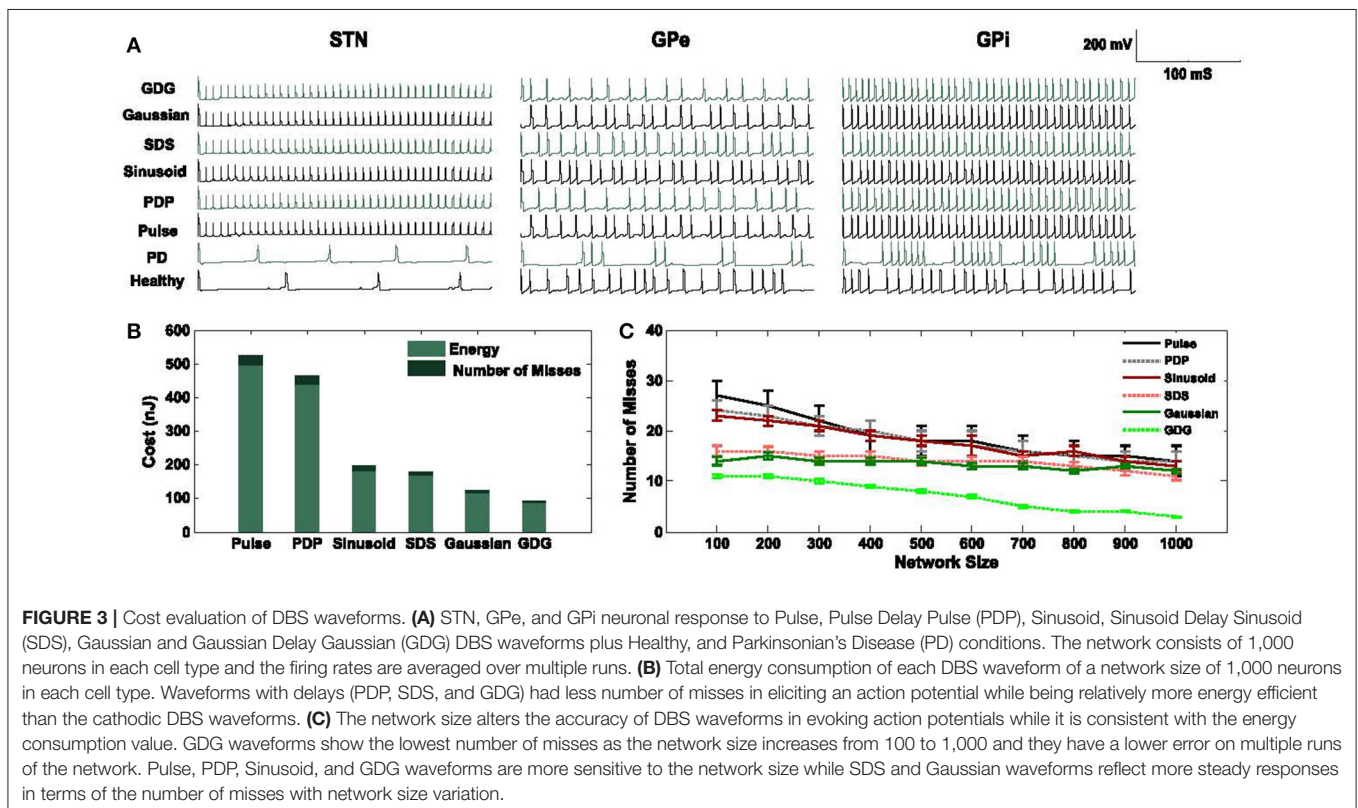 A
STN
GPe
GPi
200 mV
100 mS
GDG
Gaussian
SDS
Sinusoid
PDP
Pulse
PD
Healthy
B
600
500
400
300
200
100
0
Cost (nJ)
Energy
Number of Misses
Pulse PDP Sinusoid SDS Gaussian GDG
C
40
30
20
10
0
Number of Misses
Pulse
PDP
Sinusoid
SDS
Gaussian
GDG
100 200 300 400 500 600 700 800 900 1000
Network Size
FIGURE 3 | Cost evaluation of DBS waveforms. (A) STN, GPe, and GPi neuronal response to Pulse, Pulse Delay Pulse (PDP), Sinusoid, Sinusoid Delay Sinusoid
(SDS), Gaussian and Gaussian Delay Gaussian (GDG) DBS waveforms plus Healthy, and Parkinsonian's Disease (PD) conditions. The network consists of 1,000
neurons in each cell type and the firing rates are averaged over multiple runs. (B) Total energy consumption of each DBS waveform of a network size of 1,000 neurons
in each cell type. Waveforms with delays (PDP, SDS, and GDG) had less number of misses in eliciting an action potential while being relatively more energy efficient
than the cathodic DBS waveforms. (C) The network size alters the accuracy of DBS waveforms in evoking action potentials while it is consistent with the energy
consumption value. GDG waveforms show the lowest number of misses as the network size increases from 100 to 1,000 and they have a lower error on multiple runs
of the network. Pulse, PDP, Sinusoid, and GDG waveforms are more sensitive to the network size while SDS and Gaussian waveforms reflect more steady responses
in terms of the number of misses with network size variation.